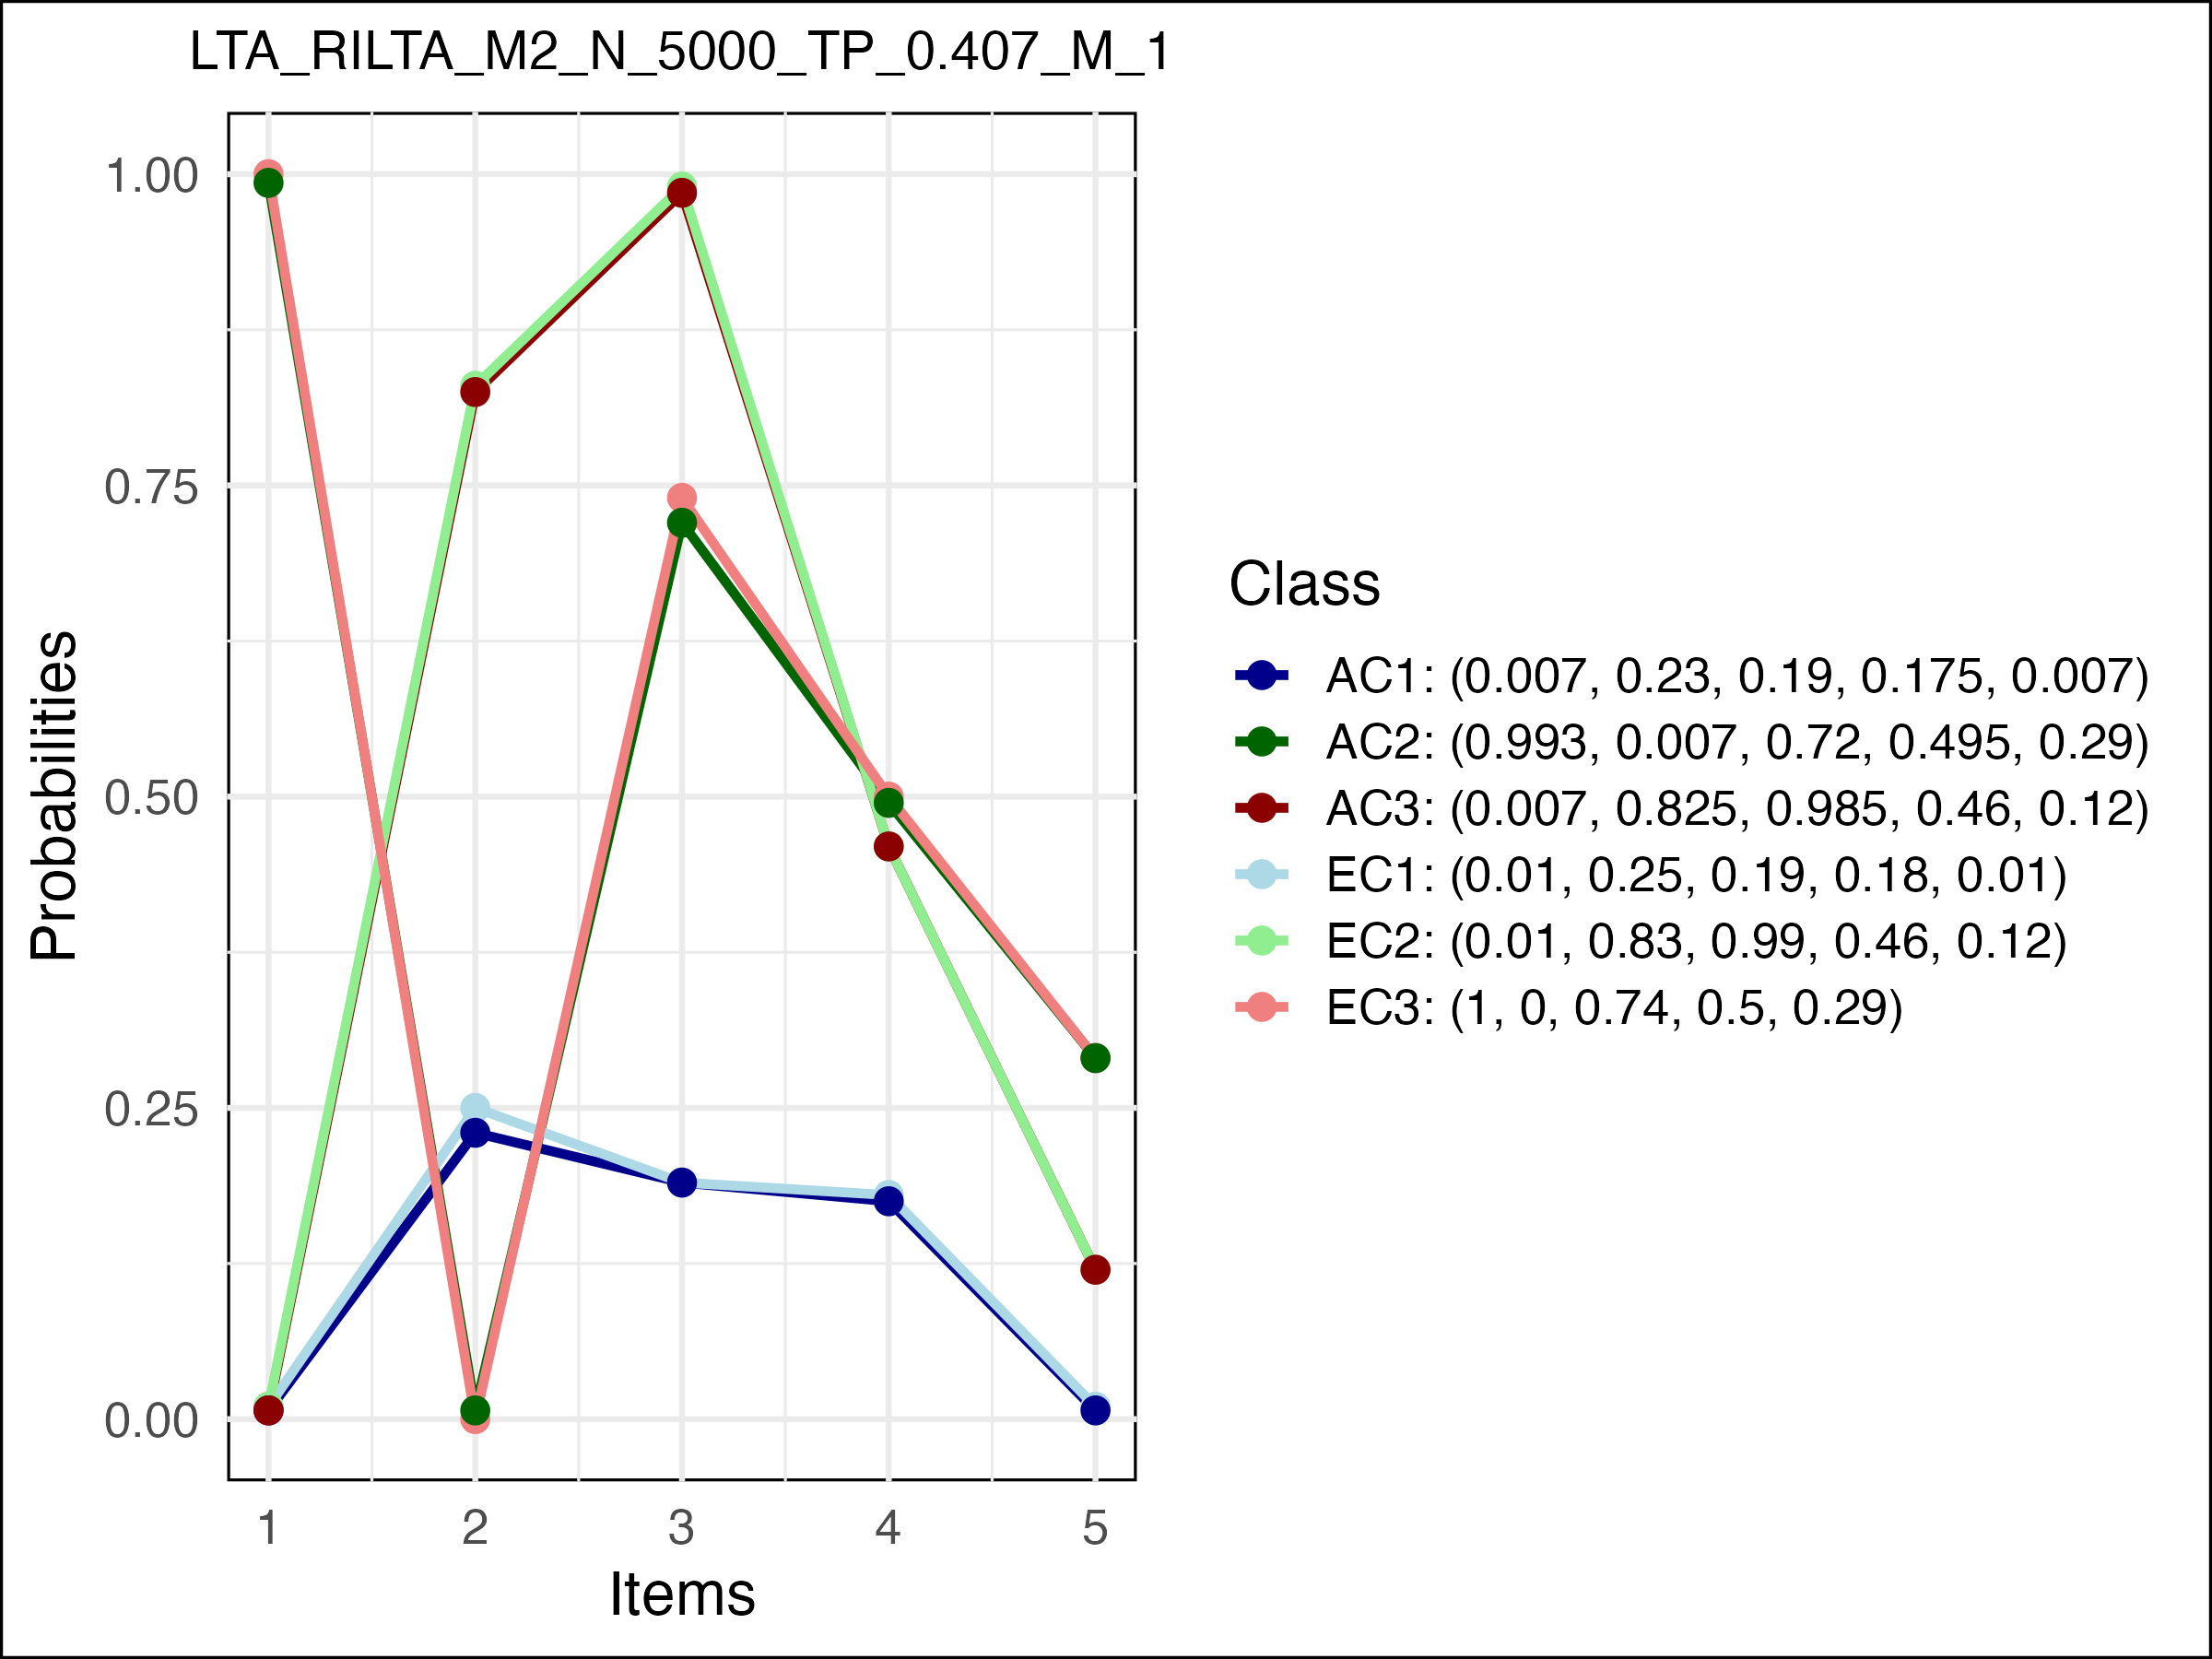 LTA_RILTA_M2_N_5000_TP_0.407_M_1
1.00
0.75
0.50
0.25
0.00
Probabilities
1 2 3 4 5
Items
Class
AC1: (0.007, 0.23, 0.19, 0.175, 0.007)
AC2: (0.993, 0.007, 0.72, 0.495, 0.29)
AC3: (0.007, 0.825, 0.985, 0.46, 0.12)
EC1: (0.01, 0.25, 0.19, 0.18, 0.01)
EC2: (0.01, 0.83, 0.99, 0.46, 0.12)
EC3: (1, 0, 0.74, 0.5, 0.29)